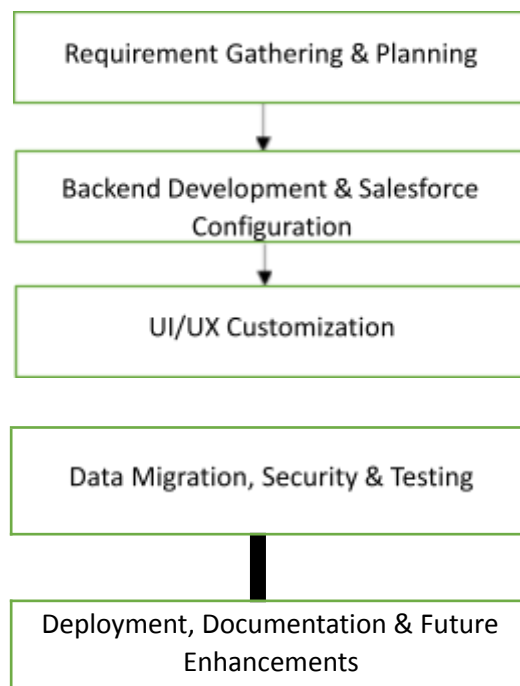 Requirement Gathering & Planning
Backend Development & Salesforce
Configuration
UI/UX Customization
Data Migration, Security & Testing
Deployment, Documentation & Future
Enhancements